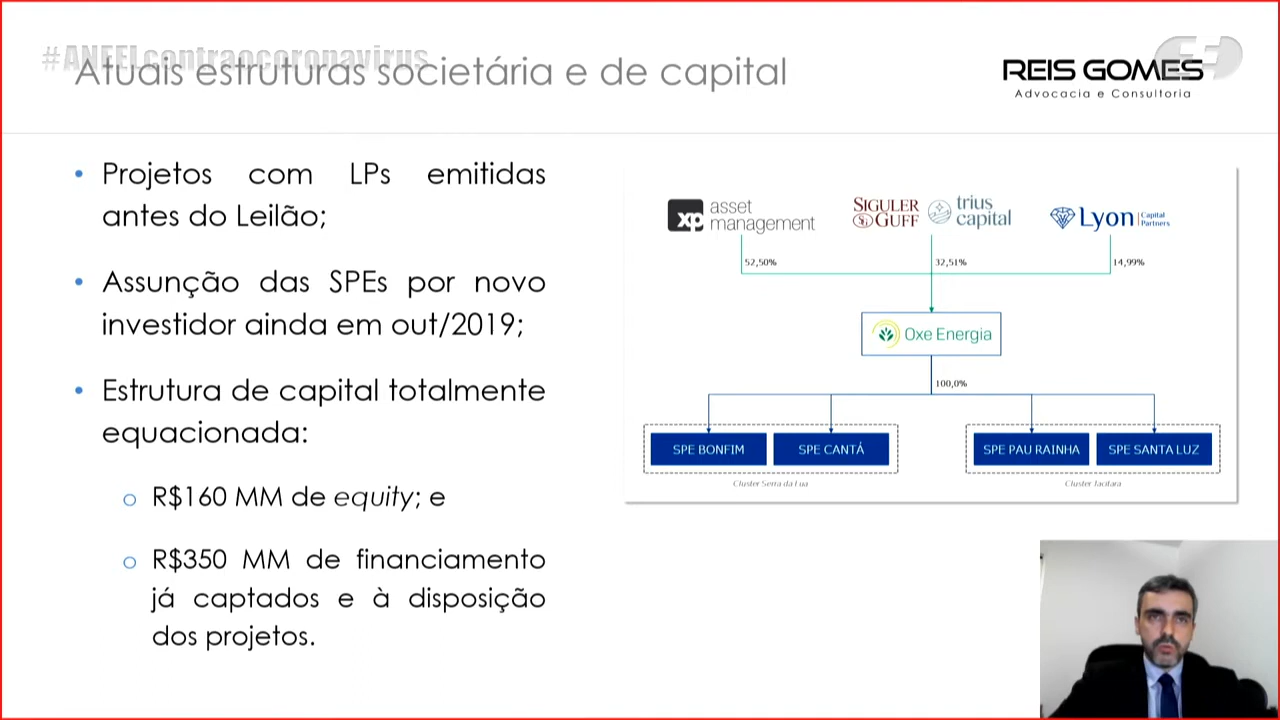 #ANEELcontraocoronavirus
Atuais estruturas societária e de capital
REIS GOMES
Advocacia e Consultoria
• Projetos com LPs emitidas
antes do Leilão;
• Assunção das SPEs por novo
investidor ainda em out/2019;
• Estrutura de capital totalmente
equacionada:
o R$160 MM de equity; e
o R$350 MM de financiamento
já captados e à disposição
dos projetos.
xp asset
management
SIGULER
GUFF
trius
capital
Lyon Capital
Partners
52,50%
32,51%
14,99%
Oxe Energia
100,0%
SPE BONFIM
SPE CANTÁ
SPE PAU RAINHA
SPE SANTA LUZ
Cluster Serra da Lua
Cluster Jacitara